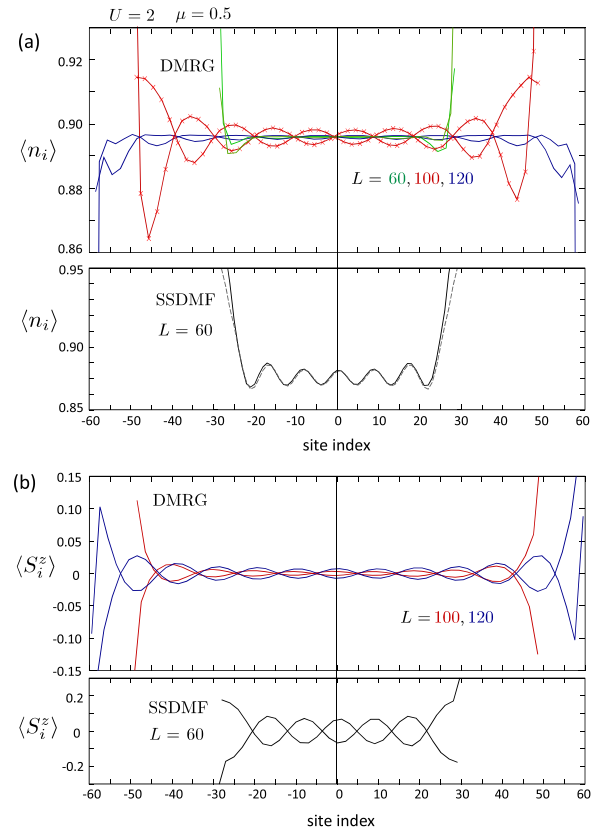 U = 2   μ = 0.5
(a)
DMRG
0.92
0.90
0.88
0.86
⟨n_i⟩
L = 60, 100, 120
0.95
0.90
0.85
⟨n_i⟩
SSDMF
L = 60
-60 -50 -40 -30 -20 -10 0 10 20 30 40 50 60
site index
(b)
DMRG
0.15
0.10
0.05
0
-0.05
-0.10
-0.15
⟨S_i^z⟩
L = 100, 120
0.2
0
-0.2
⟨S_i^z⟩
SSDMF
L = 60
-60 -50 -40 -30 -20 -10 0 10 20 30 40 50 60
site index